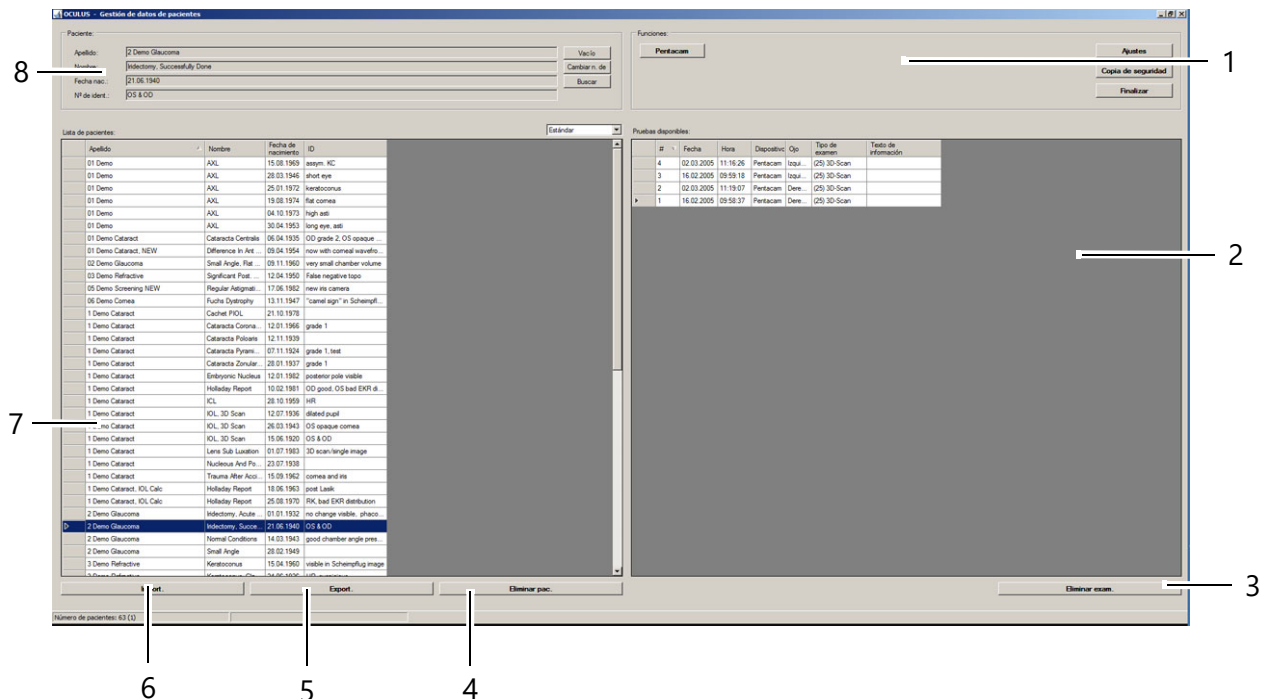 OCULUS - Gestión de datos de pacientes
Paciente:
Apellido: 2 Demo Glaucoma Vacío
Nombre: Iridectomy, Successfully Done Cambiar n. de
Fecha nac.: 21.06.1940 Buscar
Nº de ident.: OS & OD
Funciones:
Pentacam Ajustes
Copia de seguridad
Finalizar
1
8
Lista de pacientes: Estándar
Apellido Nombre Fecha de nacimiento ID
01 Demo AXL 15.08.1969 assym. KC
01 Demo AXL 28.03.1946 short eye
01 Demo AXL 25.01.1972 keratoconus
01 Demo AXL 19.08.1974 flat cornea
01 Demo AXL 04.10.1973 high asti
01 Demo AXL 30.04.1953 long eye, asti
01 Demo Cataract Cataracta Centralis 06.04.1935 OD grade 2, OS opaque ...
01 Demo Cataract, NEW Difference In Ant ... 09.04.1954 now with corneal wavefro...
02 Demo Glaucoma Small Angle, Flat ... 09.11.1960 very small chamber volume
03 Demo Refractive Significant Post. ... 12.04.1950 False negative topo
05 Demo Screening NEW Regular Astigmati... 17.06.1982 new iris camera
06 Demo Cornea Fuchs Dystrophy 13.11.1947 "camel sign" in Scheimpfl...
1 Demo Cataract Cachet PIOL 21.10.1978
1 Demo Cataract Cataracta Corona... 12.01.1966 grade 1
1 Demo Cataract Cataracta Polaris 12.11.1939
1 Demo Cataract Cataracta Pyrami... 07.11.1924 grade 1, test
1 Demo Cataract Cataracta Zonular... 28.01.1937 grade 1
1 Demo Cataract Embryonic Nucleus 12.01.1982 posterior pole visible
1 Demo Cataract Holladay Report 10.02.1981 OD good, OS bad EKR di...
1 Demo Cataract ICL 28.10.1959 HR
1 Demo Cataract IOL, 3D Scan 12.07.1936 dilated pupil
Cataract IOL, 3D Scan 26.03.1943 OS opaque cornea
1 Demo Cataract IOL, 3D Scan 15.06.1920 OS & OD
1 Demo Cataract Lens Sub Luxation 01.07.1983 3D scan/single image
1 Demo Cataract Nucleous And Po... 23.07.1938
1 Demo Cataract Trauma After Acci... 15.09.1962 cornea and iris
1 Demo Cataract, IOL Calc Holladay Report 18.06.1963 post Lasik
1 Demo Cataract, IOL Calc Holladay Report 25.08.1970 RK, bad EKR distribution
2 Demo Glaucoma Iridectomy, Acute ... 01.01.1932 no change visible. phaco...
2 Demo Glaucoma Iridectomy, Succe... 21.06.1940 OS & OD
2 Demo Glaucoma Normal Conditions 14.03.1943 good chamber angle pres...
2 Demo Glaucoma Small Angle 28.02.1949
3 Demo Refractive Keratoconus 15.04.1960 visible in Scheimpflug image
7
Pruebas disponibles:
# Fecha Hora Dispositivo Ojo Tipo de examen Texto de información
4 02.03.2005 11:16:26 Pentacam Izqui... (25) 3D-Scan
3 16.02.2005 09:59:18 Pentacam Izqui... (25) 3D-Scan
2 02.03.2005 11:19:07 Pentacam Dere... (25) 3D-Scan
1 16.02.2005 09:58:37 Pentacam Dere... (25) 3D-Scan
2
Export. Eliminar pac. Eliminar exam.
3
Número de pacientes: 63 (1)
6 5 4